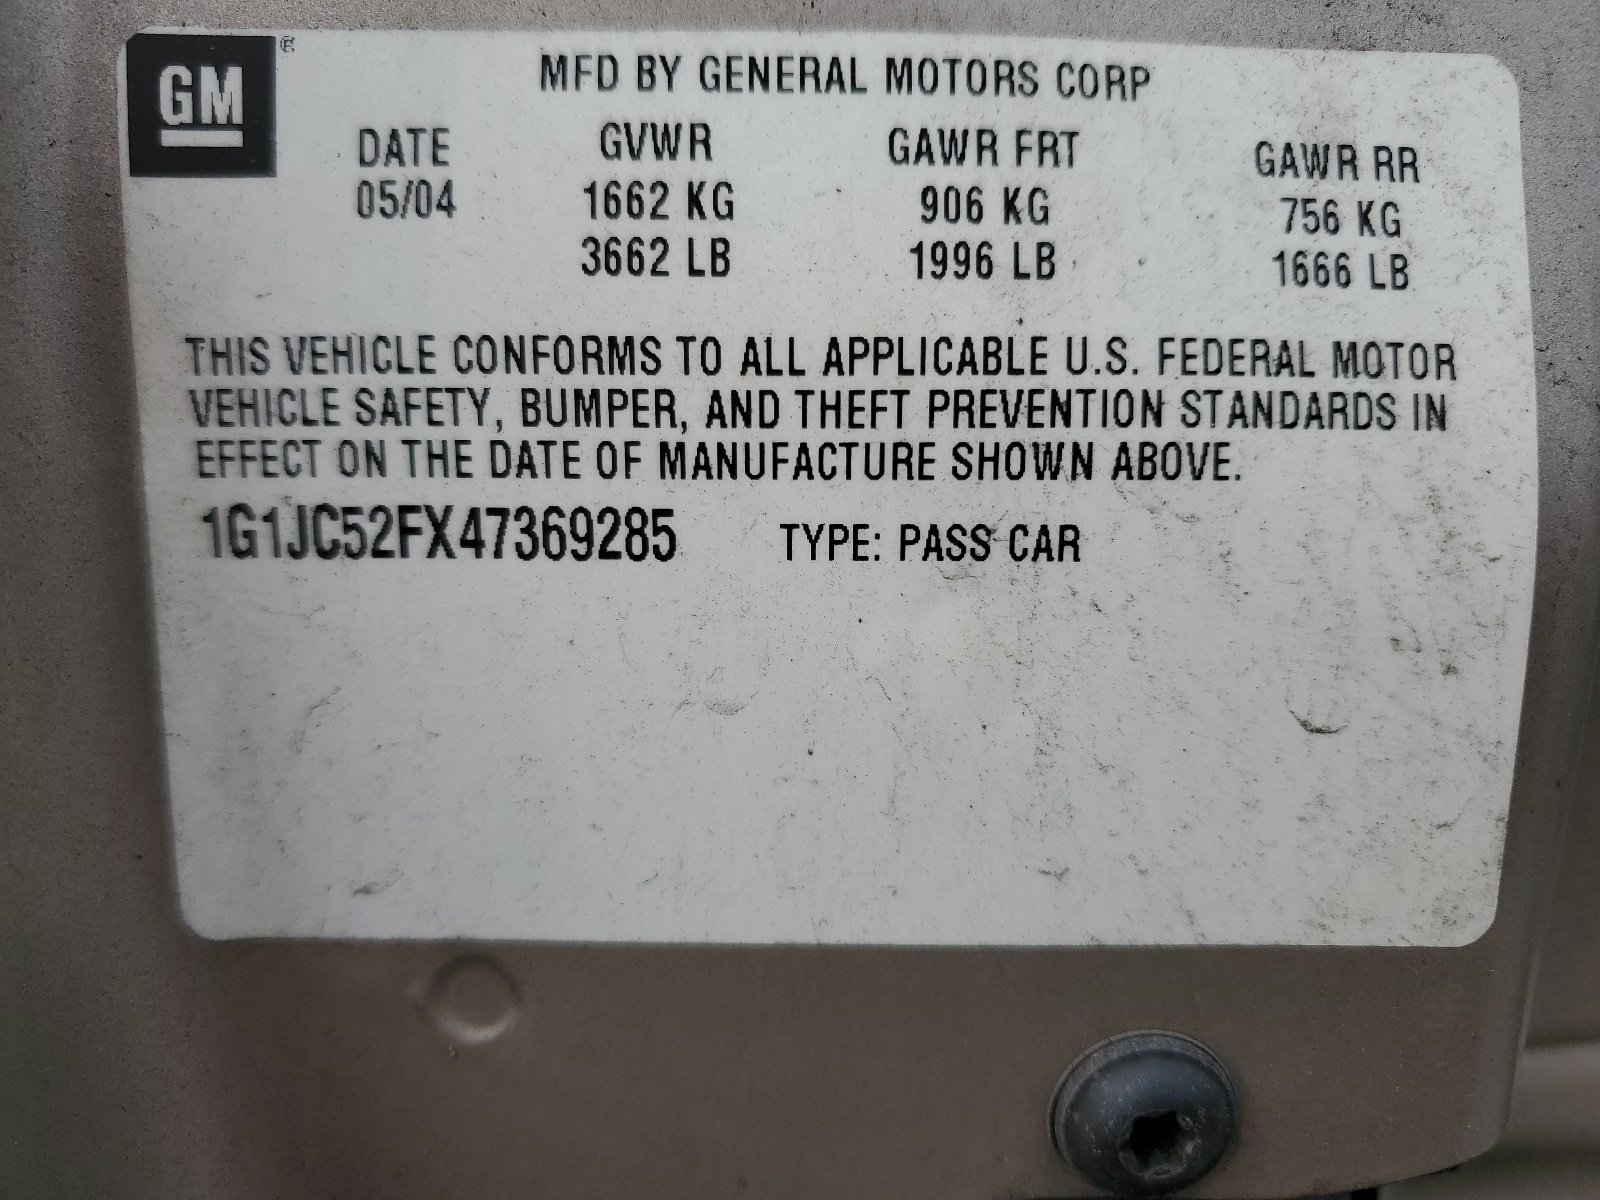 GM ®
MFD BY GENERAL MOTORS CORP
DATE GVWR GAWR FRT GAWR RR
05/04 1662 KG 906 KG 756 KG
3662 LB 1996 LB 1666 LB
THIS VEHICLE CONFORMS TO ALL APPLICABLE U.S. FEDERAL MOTOR
VEHICLE SAFETY, BUMPER, AND THEFT PREVENTION STANDARDS IN
EFFECT ON THE DATE OF MANUFACTURE SHOWN ABOVE.
1G1JC52FX47369285 TYPE: PASS CAR